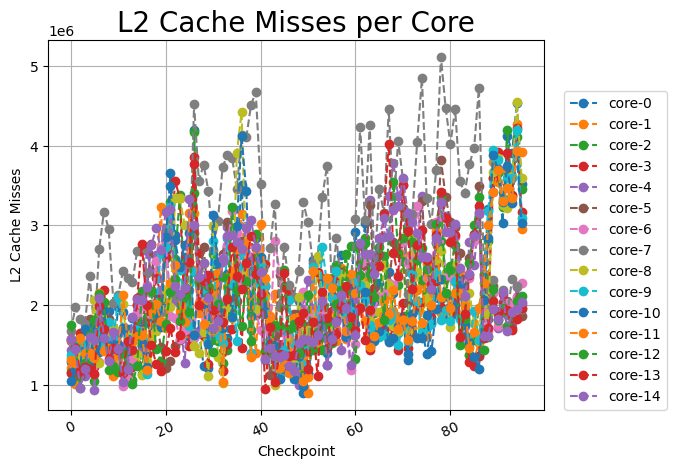 L2 Cache Misses per Core
1e6
5
4
3
2
1
L2 Cache Misses
0
20
40
60
80
Checkpoint
core-0
core-1
core-2
core-3
core-4
core-5
core-6
core-7
core-8
core-9
core-10
core-11
core-12
core-13
core-14